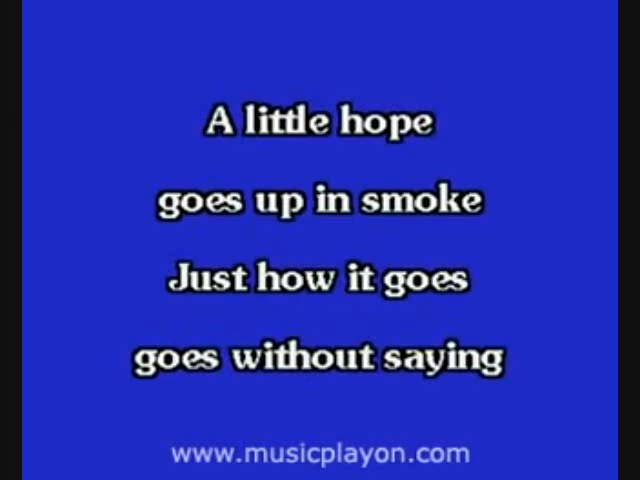 A little hope
goes up in smoke
Just how it goes
goes without saying
www.musicplayon.com